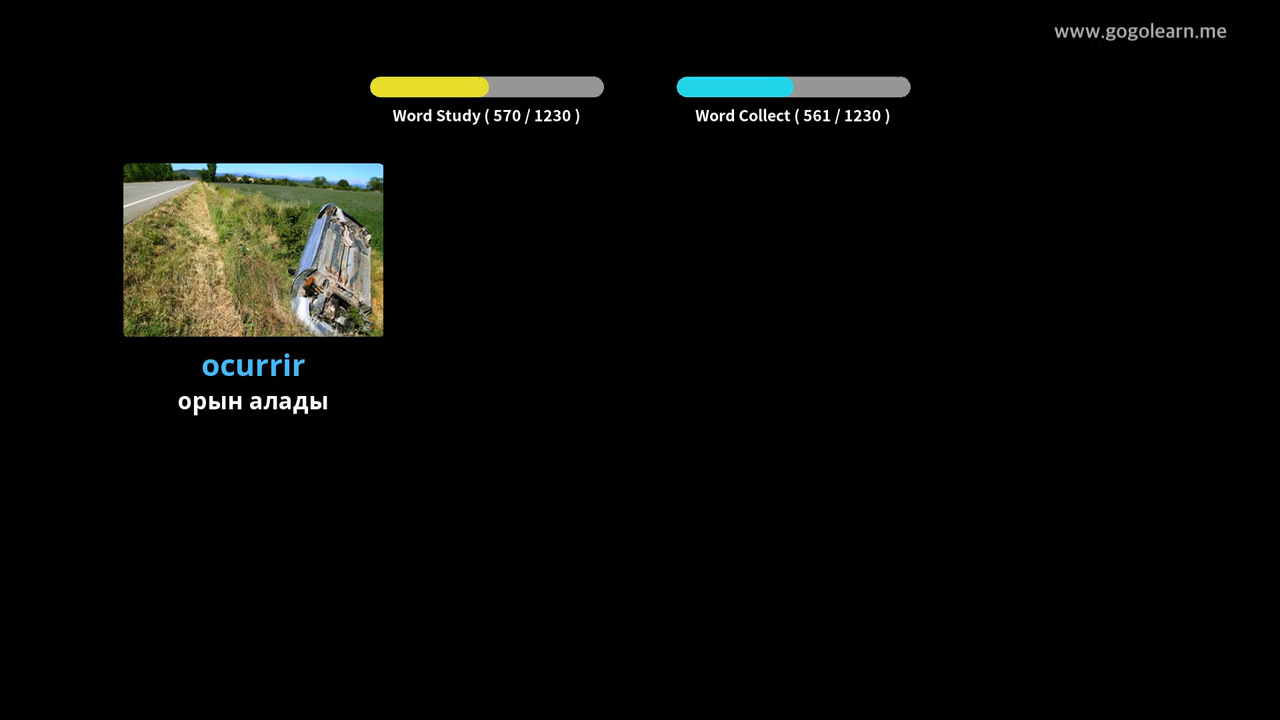 www.gogolearn.me
Word Study ( 570 / 1230 )
Word Collect ( 561 / 1230 )
ocurrir
орын алады